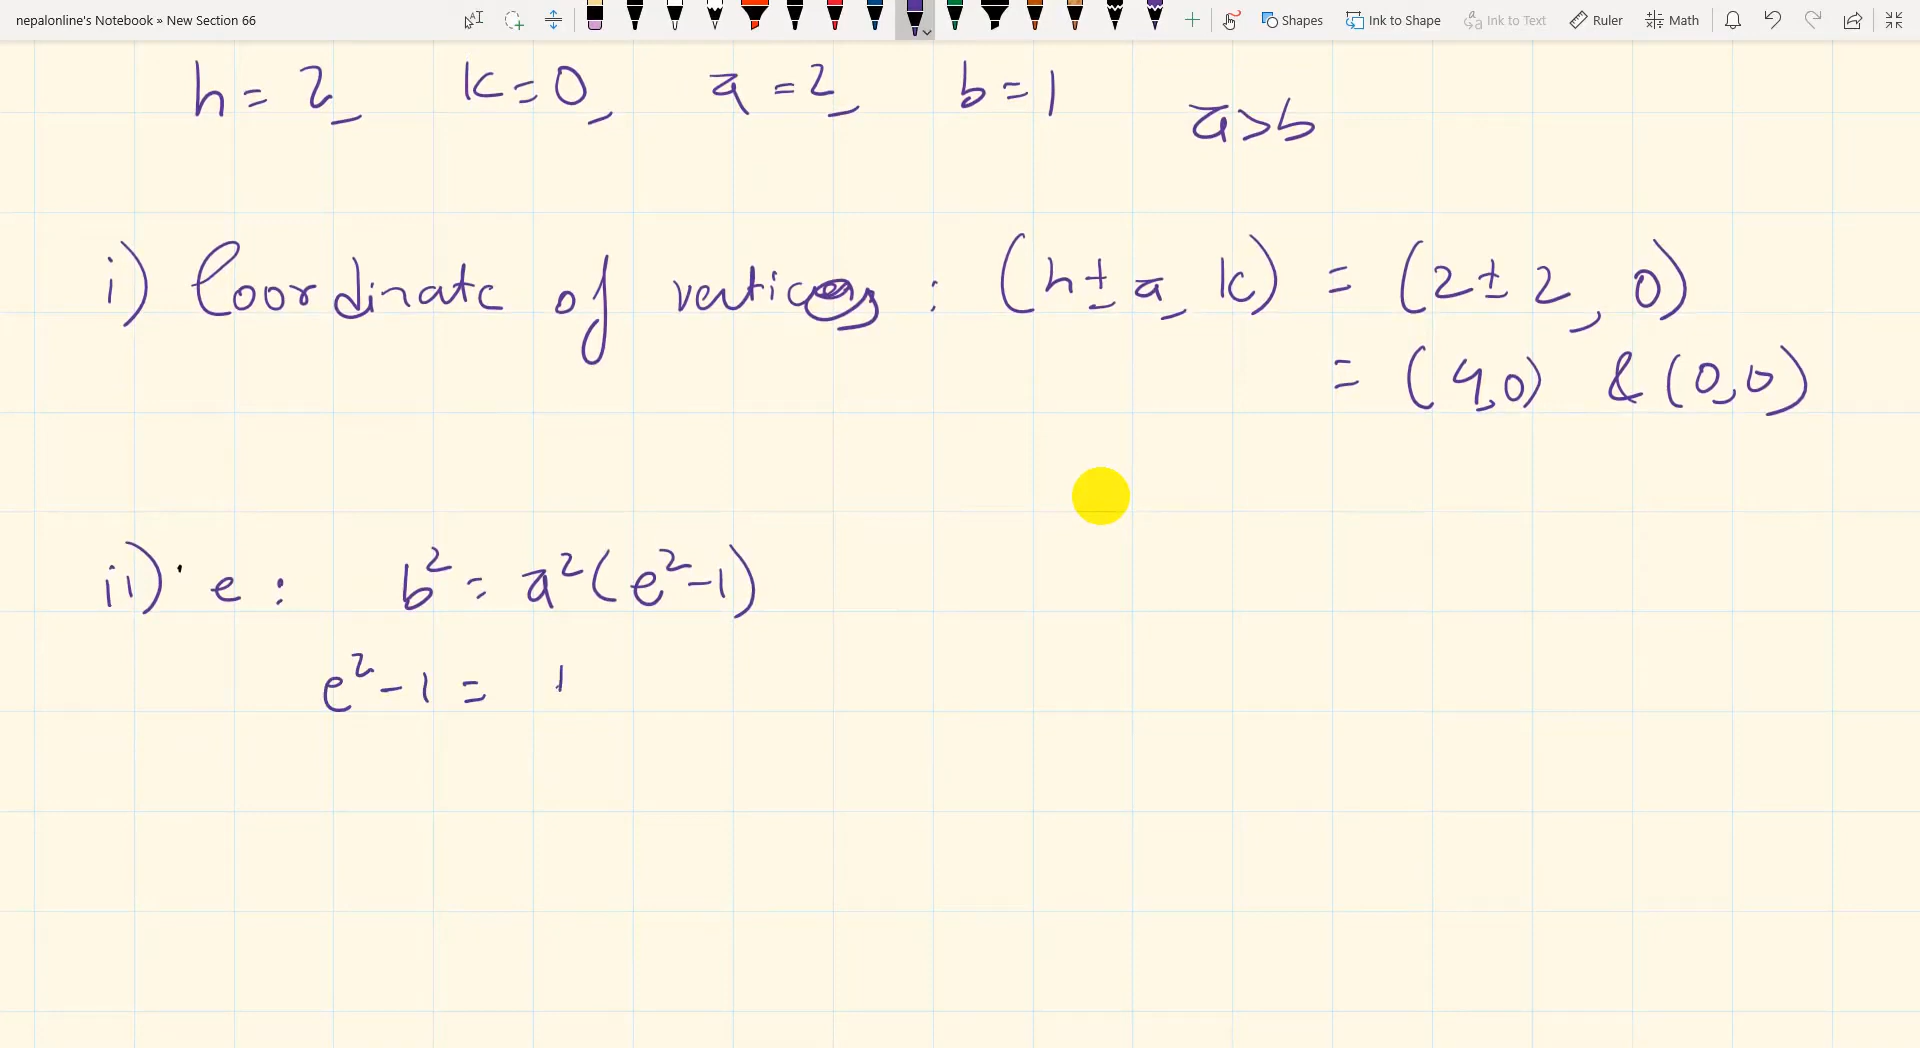 nepalonline's Notebook » New Section 66 Shapes Ink to Shape Ink to Text Ruler Math
h = 2, k = 0, a = 2, b = 1 a > b
i) Coordinate of vertices : (h ± a, k) = (2 ± 2, 0)
= (4,0) & (0,0)
ii) e : b² = a²(e² - 1)
e² - 1 = 1